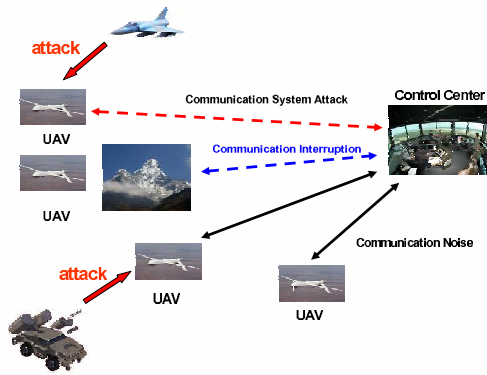 attack
Control Center
Communication System Attack
UAV
Communication Interruption
UAV
Communication Noise
attack
UAV
UAV